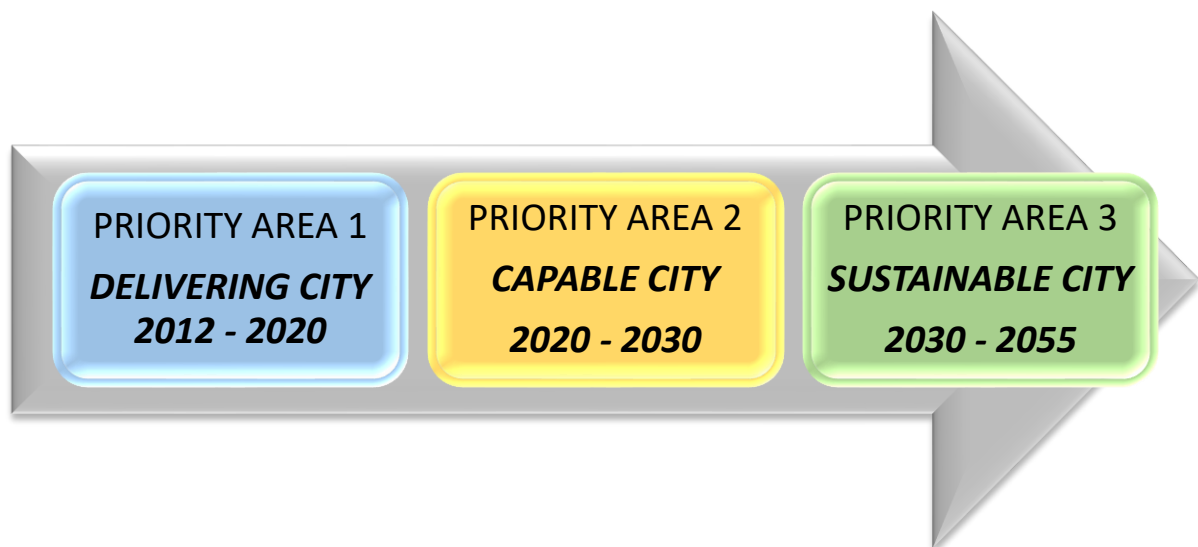 PRIORITY AREA 1
DELIVERING CITY
2012 - 2020
PRIORITY AREA 2
CAPABLE CITY
2020 - 2030
PRIORITY AREA 3
SUSTAINABLE CITY
2030 - 2055